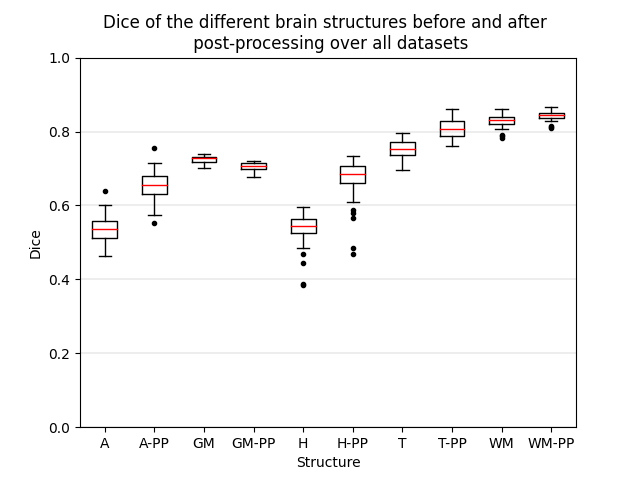 Dice of the different brain structures before and after
post-processing over all datasets
1.0
0.8
0.6
0.4
0.2
0.0
Dice
A A-PP GM GM-PP H H-PP T T-PP WM WM-PP
Structure